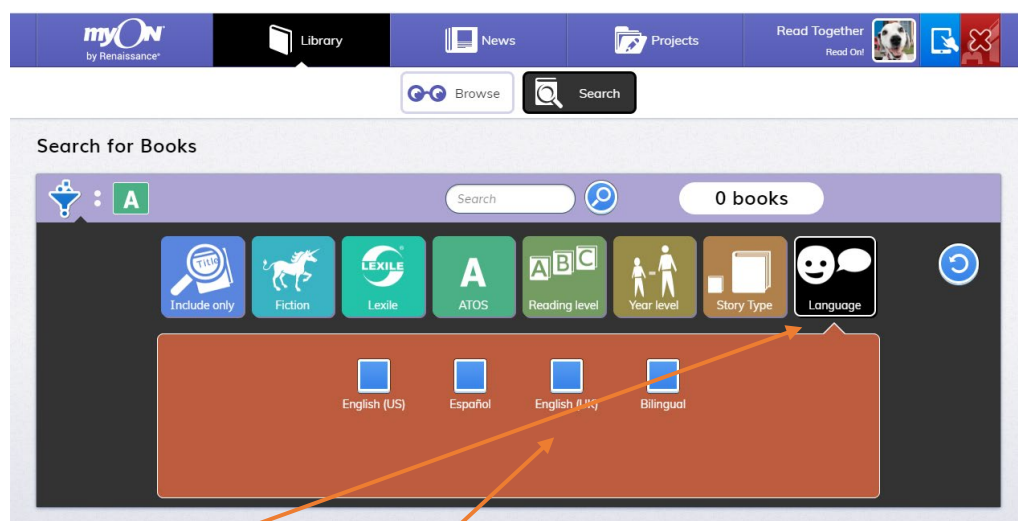 myON
by Renaissance®
Library
News
Projects
Read Together
Read On!
Browse
Search
Search for Books
: A
Search
0 books
Title
Include only
Fiction
LEXILE
Lexile
A
ATOS
A B C
Reading level
Year level
Story Type
Language
English (US)
Español
English (UK)
Bilingual